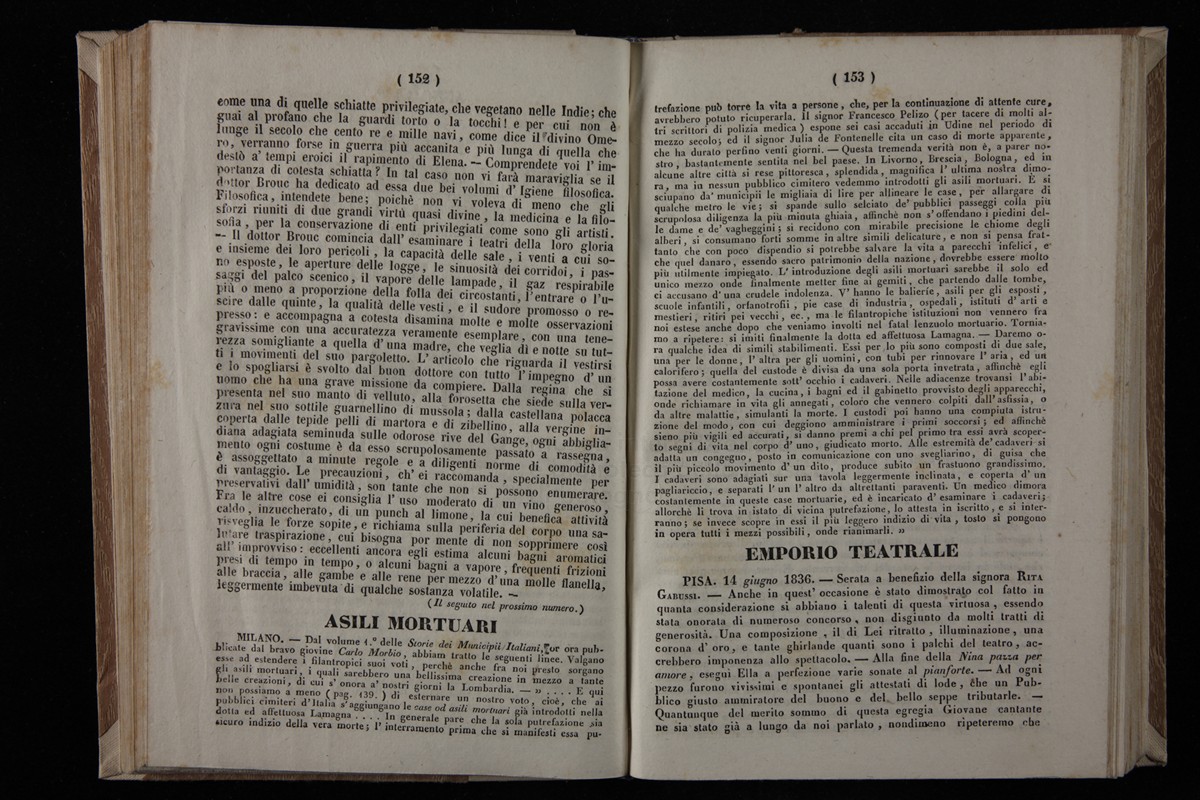 ( 152 )
come una di quelle schiatte privilegiate, che vegetano nelle Indie; che
guai al profano che la guardi torto o la tocchi! e per cui non è
lunge il secolo che cento re e mille navi, come dice il divino Ome-
ro, verranno forse in guerra più accanita e più lunga di quella che
destò a' tempi eroici il rapimento di Elena. — Comprendete voi l' im-
portanza di cotesta schiatta? In tal caso non vi farà maraviglia se il
dottor Brouc ha dedicato ad essa due bei volumi d' Igiene filosofica.
Filosofica, intendete bene; poichè non vi voleva di meno che gli
sforzi riuniti di due grandi virtù quasi divine, la medicina e la filo-
sofia, per la conservazione di enti privilegiati come sono gli artisti.
— Il dottor Brouc comincia dall' esaminare i teatri della loro gloria
e insieme dei loro pericoli, la capacità delle sale, i venti a cui so-
no esposte, le aperture delle logge, le sinuosità dei corridoi, i pas-
saggi del palco scenico, il vapore delle lampade, il gaz respirabile
più o meno a proporzione della folla dei circostanti, l'entrare o l'u-
scire dalle quinte, la qualità delle vesti, e il sudore promosso o re-
presso: e accompagna a cotesta disamina molte e molte osservazioni
gravissime con una accuratezza veramente esemplare, con una tene-
rezza somigliante a quella d' una madre, che veglia dì e notte su tut-
ti i movimenti del suo pargoletto. L' articolo che riguarda il vestirsi
e lo spogliarsi è svolto dal buon dottore con tutto l'impegno d' un
uomo che ha una grave missione da compiere. Dalla regina che si
presenta nel suo manto di velluto, alla forosetta che siede sulla ver-
zura nel suo sottile guarnellino di mussola; dalla castellana polacca
coperta dalle tepide pelli di martora e di zibellino, alla vergine in-
diana adagiata seminuda sulle odorose rive del Gange, ogni abbiglia-
mento ogni costume è da esso scrupolosamente passato a rassegna,
è assoggettato a minute regole e a diligenti norme di comodità e
di vantaggio. Le precauzioni, ch' ei raccomanda, specialmente per
preservativi dall' umidità, son tante che non si possono enumerare.
Fra le altre cose ei consiglia l' uso moderato di un vino generoso,
caldo, inzuccherato, di un punch al limone, la cui benefica attività
risveglia le forze sopite, e richiama sulla periferia del corpo una sa-
lutare traspirazione, cui bisogna por mente di non sopprimere così
all' improvviso: eccellenti ancora egli estima alcuni bagni aromatici
presi di tempo in tempo, o alcuni bagni a vapore, frequenti frizioni
alle braccia, alle gambe e alle rene per mezzo d' una molle flanella,
leggermente imbevuta di qualche sostanza volatile. —
(Il seguito nel prossimo numero.)
ASILI MORTUARI
MILANO. — Dal volume 1.º delle Storie dei Municipii Italiani, or ora pub-
blicate dal bravo giovine Carlo Morbio, abbiam tratto le seguenti linee. Valgano
esse ad estendere i filantropici suoi voti, perchè anche fra noi presto sorgano
gli asili mortuari, i quali sarebbero una bellissima creazione in mezzo a tante
belle creazioni, di cui s' onora a' nostri giorni la Lombardia. — » . . . . E qui
non possiamo a meno ( pag. 139. ) di esternare un nostro voto, cioè, che ai
pubblici cimiteri d'Italia s' aggiungano le case od asili mortuari già introdotti nella
dotta ed affettuosa Lamagna . . . . In generale pare che la sola putrefazione sia
sicuro indizio della vera morte; l' interramento prima che si manifesti essa pu-
( 153 )
trefazione può torre la vita a persone, che, per la continuazione di attente cure,
avrebbero potuto ricuperarla. Il signor Francesco Pelizo (per tacere di molti al-
tri scrittori di polizia medica) espone sei casi accaduti in Udine nel periodo di
mezzo secolo; ed il signor Julia de Fontenelle cita un caso di morte apparente,
che ha durato perfino venti giorni. — Questa tremenda verità non è, a parer no-
stro, bastantemente sentita nel bel paese. In Livorno, Brescia, Bologna, ed in
alcune altre città si rese pittoresca, splendida, magnifica l' ultima nostra dimo-
ra, ma in nessun pubblico cimitero vedemmo introdotti gli asili mortuari. E si
sciupano da' municipii le migliaia di lire per allineare le case, per allargare di
qualche metro le vie; si spande sullo selciato de' pubblici passeggi colla più
scrupolosa diligenza la più minuta ghiaia, affinchè non s' offendano i piedini del-
le dame e de' vagheggini; si recidono con mirabile precisione le chiome degli
alberi, si consumano forti somme in altre simili delicature, e non si pensa frat-
tanto che con poco dispendio si potrebbe salvare la vita a parecchi infelici, e
che quel danaro, essendo sacro patrimonio della nazione, dovrebbe essere molto
più utilmente impiegato. L' introduzione degli asili mortuari sarebbe il solo ed
unico mezzo onde finalmente metter fine ai gemiti, che partendo dalle tombe,
ci accusano d' una crudele indolenza. V' hanno le balierie, asili per gli esposti,
scuole infantili, orfanotrofii, pie case di industria, ospedali, istituti d' arti e
mestieri, ritiri pei vecchi, ec., ma le filantropiche istituzioni non vennero fra
noi estese anche dopo che veniamo involti nel fatal lenzuolo mortuario. Tornia-
mo a ripetere: si imiti finalmente la dotta ed affettuosa Lamagna. — Daremo o-
ra qualche idea di simili stabilimenti. Essi per lo più sono composti di due sale,
una per le donne, l' altra per gli uomini, con tubi per rinnovare l' aria, ed un
calorifero; quella del custode è divisa da una sola porta invetrata, affinchè egli
possa avere costantemente sott' occhio i cadaveri. Nelle adiacenze trovansi l'abi-
tazione del medico, la cucina, i bagni ed il gabinetto provvisto degli apparecchi,
onde richiamare in vita gli annegati, coloro che vennero colpiti dall' asfissia, o
da altre malattie, simulanti la morte. I custodi poi hanno una compiuta istru-
zione del modo, con cui deggiono amministrare i primi soccorsi; ed affinchè
sieno più vigili ed accurati, si danno premi a chi pel primo tra essi avrà scoper-
to segni di vita nel corpo d' uno, giudicato morto. Alle estremità de' cadaveri si
adatta un congegno, posto in comunicazione con uno svegliarino, di guisa che
il più piccolo movimento d' un dito, produce subito un frastuono grandissimo.
I cadaveri sono adagiati su una tavola leggermente inclinata, e coperta d' un
pagliariccio, e separati l' un l' altro da altrettanti paraventi. Un medico dimora
costantemente in queste case mortuarie, ed è incaricato d' esaminare i cadaveri;
allorchè li trova in istato di vicina putrefazione, lo attesta in iscritto, e si inter-
ranno; se invece scopre in essi il più leggero indizio di vita, tosto si pongono
in opera tutti i mezzi possibili, onde rianimarli. »
EMPORIO TEATRALE
PISA. 14 giugno 1836. — Serata a benefizio della signora RITA
GABUSSI. — Anche in quest' occasione è stato dimostrato col fatto in
quanta considerazione si abbiano i talenti di questa virtuosa, essendo
stata onorata di numeroso concorso, non disgiunto da molti tratti di
generosità. Una composizione, il di Lei ritratto, illuminazione, una
corona d' oro, e tante ghirlande quanti sono i palchi del teatro, ac-
crebbero imponenza allo spettacolo. — Alla fine della Nina pazza per
amore, eseguì Ella a perfezione varie sonate al pianforte. — Ad ogni
pezzo furono vivissimi e spontanei gli attestati di lode, che un Pub-
blico giusto ammiratore del buono e del bello seppe tributarle. —
Quantunque del merito sommo di questa egregia Giovane cantante
ne sia stato già a lungo da noi parlato, nondimeno ripeteremo che